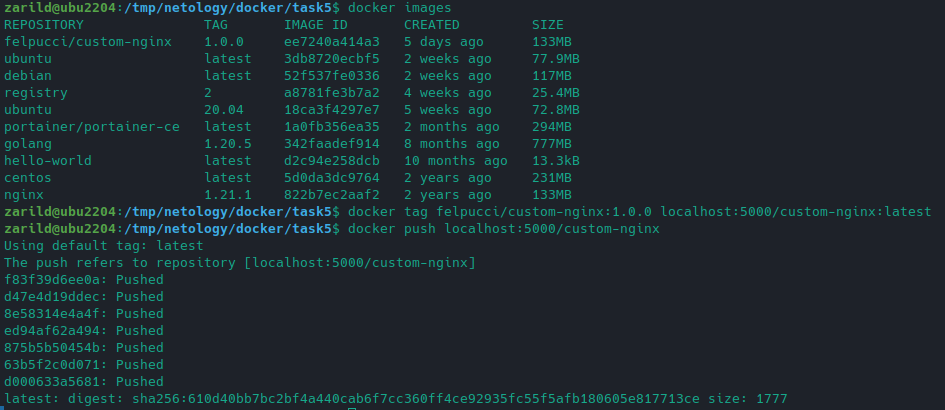 zarild@ubu2204:/tmp/netology/docker/task5$ docker images
REPOSITORY TAG IMAGE ID CREATED SIZE
felpucci/custom-nginx 1.0.0 ee7240a414a3 5 days ago 133MB
ubuntu latest 3db8720ecbf5 2 weeks ago 77.9MB
debian latest 52f537fe0336 2 weeks ago 117MB
registry 2 a8781fe3b7a2 4 weeks ago 25.4MB
ubuntu 20.04 18ca3f4297e7 5 weeks ago 72.8MB
portainer/portainer-ce latest 1a0fb356ea35 2 months ago 294MB
golang 1.20.5 342faadef914 8 months ago 777MB
hello-world latest d2c94e258dcb 10 months ago 13.3kB
centos latest 5d0da3dc9764 2 years ago 231MB
nginx 1.21.1 822b7ec2aaf2 2 years ago 133MB
zarild@ubu2204:/tmp/netology/docker/task5$ docker tag felpucci/custom-nginx:1.0.0 localhost:5000/custom-nginx:latest
zarild@ubu2204:/tmp/netology/docker/task5$ docker push localhost:5000/custom-nginx
Using default tag: latest
The push refers to repository [localhost:5000/custom-nginx]
f83f39d6ee0a: Pushed
d47e4d19ddec: Pushed
8e58314e4a4f: Pushed
ed94af62a494: Pushed
875b5b50454b: Pushed
63b5f2c0d071: Pushed
d000633a5681: Pushed
latest: digest: sha256:610d40bb7bc2bf4a440cab6f7cc360ff4ce92935fc55f5afb180605e817713ce size: 1777